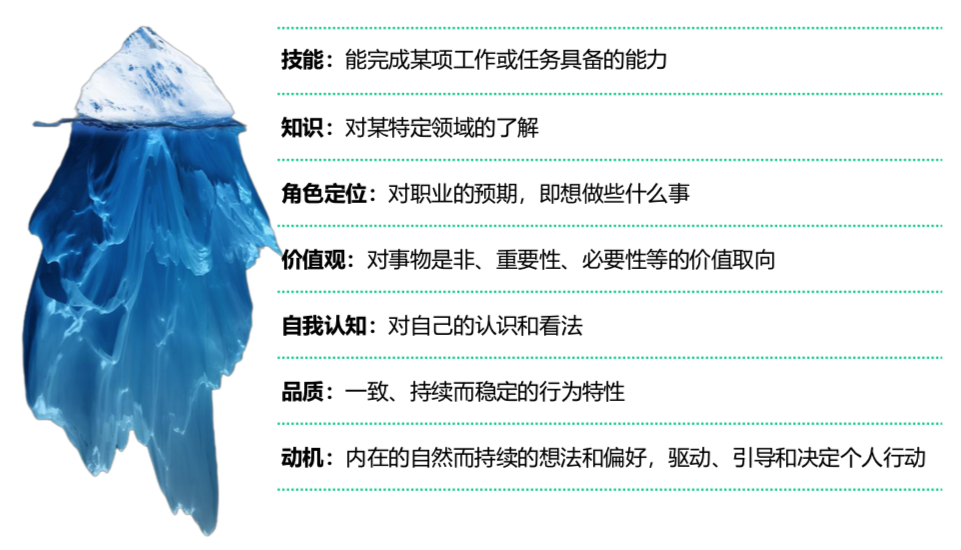 技能：能完成某项工作或任务具备的能力
知识：对某特定领域的了解
角色定位：对职业的预期，即想做些什么事
价值观：对事物是非、重要性、必要性等的价值取向
自我认知：对自己的认识和看法
品质：一致、持续而稳定的行为特性
动机：内在的自然而持续的想法和偏好，驱动、引导和决定个人行动